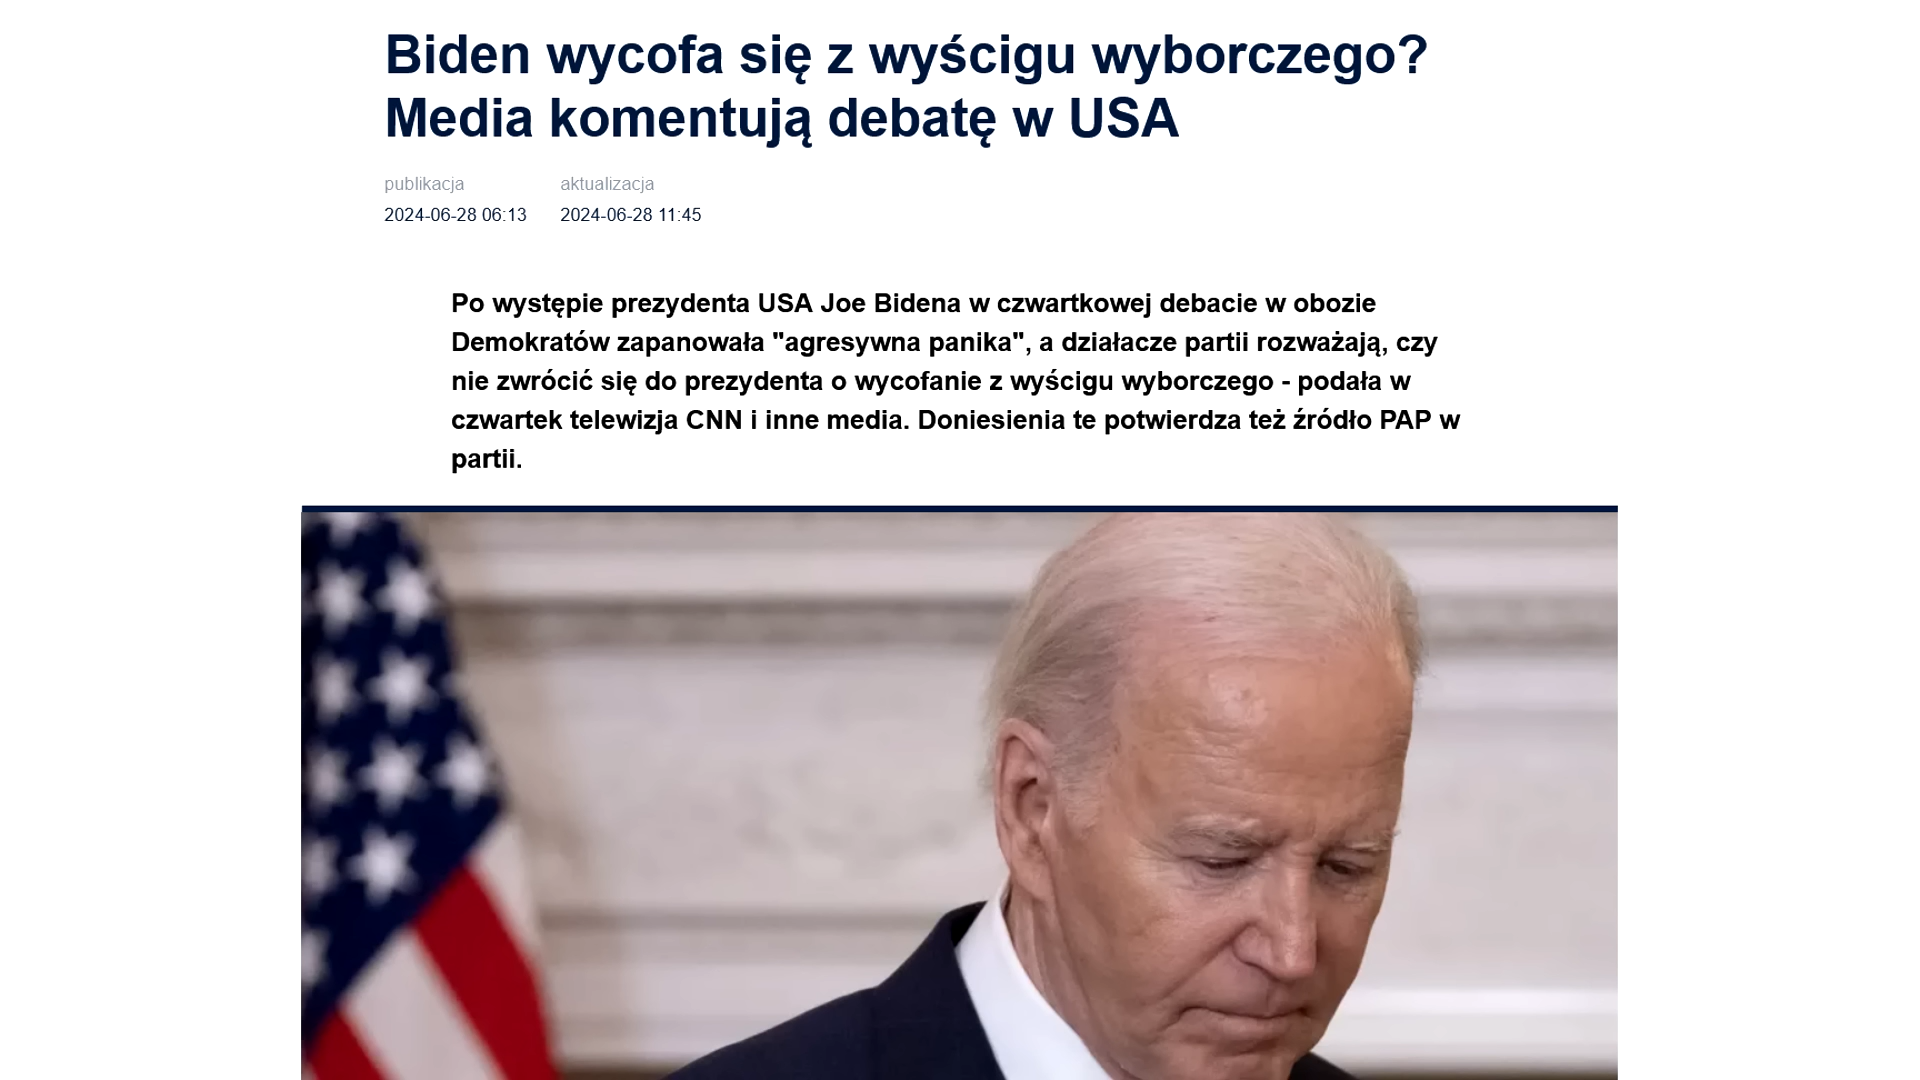 Biden wycofa się z wyścigu wyborczego?
Media komentują debatę w USA
publikacja
aktualizacja
2024-06-28 06:13
2024-06-28 11:45
Po występie prezydenta USA Joe Bidena w czwartkowej debacie w obozie
Demokratów zapanowała "agresywna panika", a działacze partii rozważają, czy
nie zwrócić się do prezydenta o wycofanie z wyścigu wyborczego - podała w
czwartek telewizja CNN i inne media. Doniesienia te potwierdza też źródło PAP w
partii.